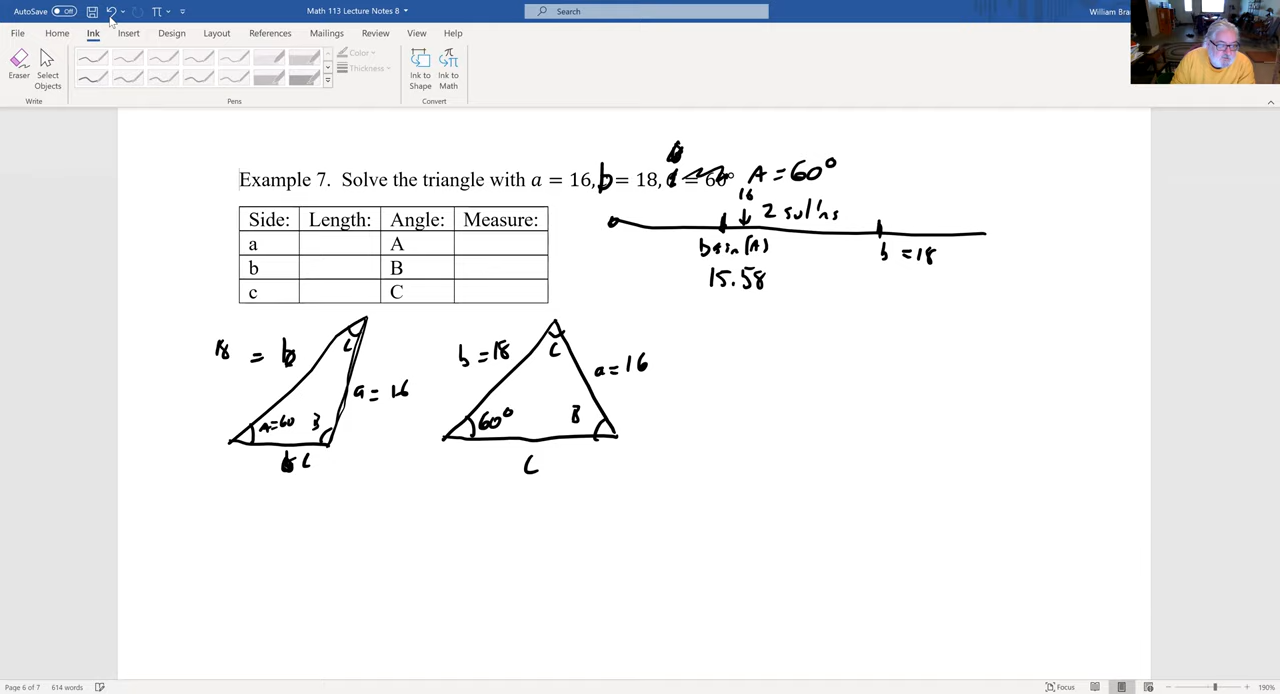 AutoSave Off
Math 113 Lecture Notes 8
Search
William Bra
File Home Ink Insert Design Layout References Mailings Review View Help
Eraser
Select Objects
Color
Thickness
Ink to Shape
Ink to Math
Write
Pens
Convert
Example 7. Solve the triangle with a = 16, b = 18, = 60° A = 60°
Side: Length: Angle: Measure:
a A
b B
c C
16
2 sol'ns
b sin(A)
b = 18
15.58
18 = b
C
a = 16
A=60 B
C
b = 18
C
a = 16
60° B
C
Page 6 of 7 614 words
Focus
190%